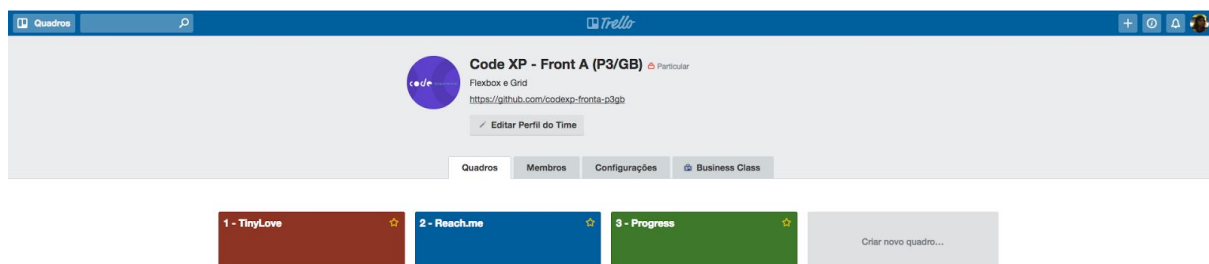 Quadros
Trello
code
Code XP - Front A (P3/GB) Particular
Flexbox e Grid
https://github.com/codexp-fronta-p3gb
Editar Perfil do Time
Quadros Membros Configurações Business Class
1 - TinyLove 2 - Reach.me 3 - Progress
Criar novo quadro...